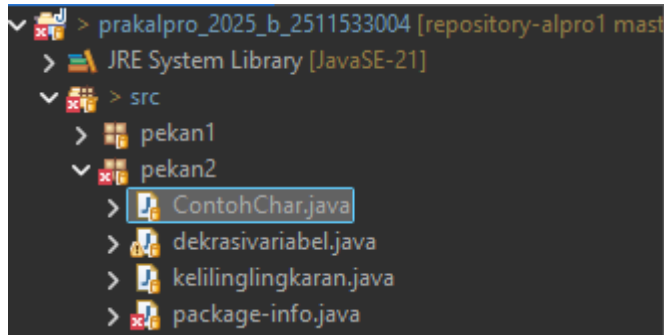 > prakalpro_2025_b_2511533004 [repository-alpro1 mast
JRE System Library [JavaSE-21]
> src
pekan1
pekan2
ContohChar.java
dekrasivariabel.java
kelilinglingkaran.java
package-info.java